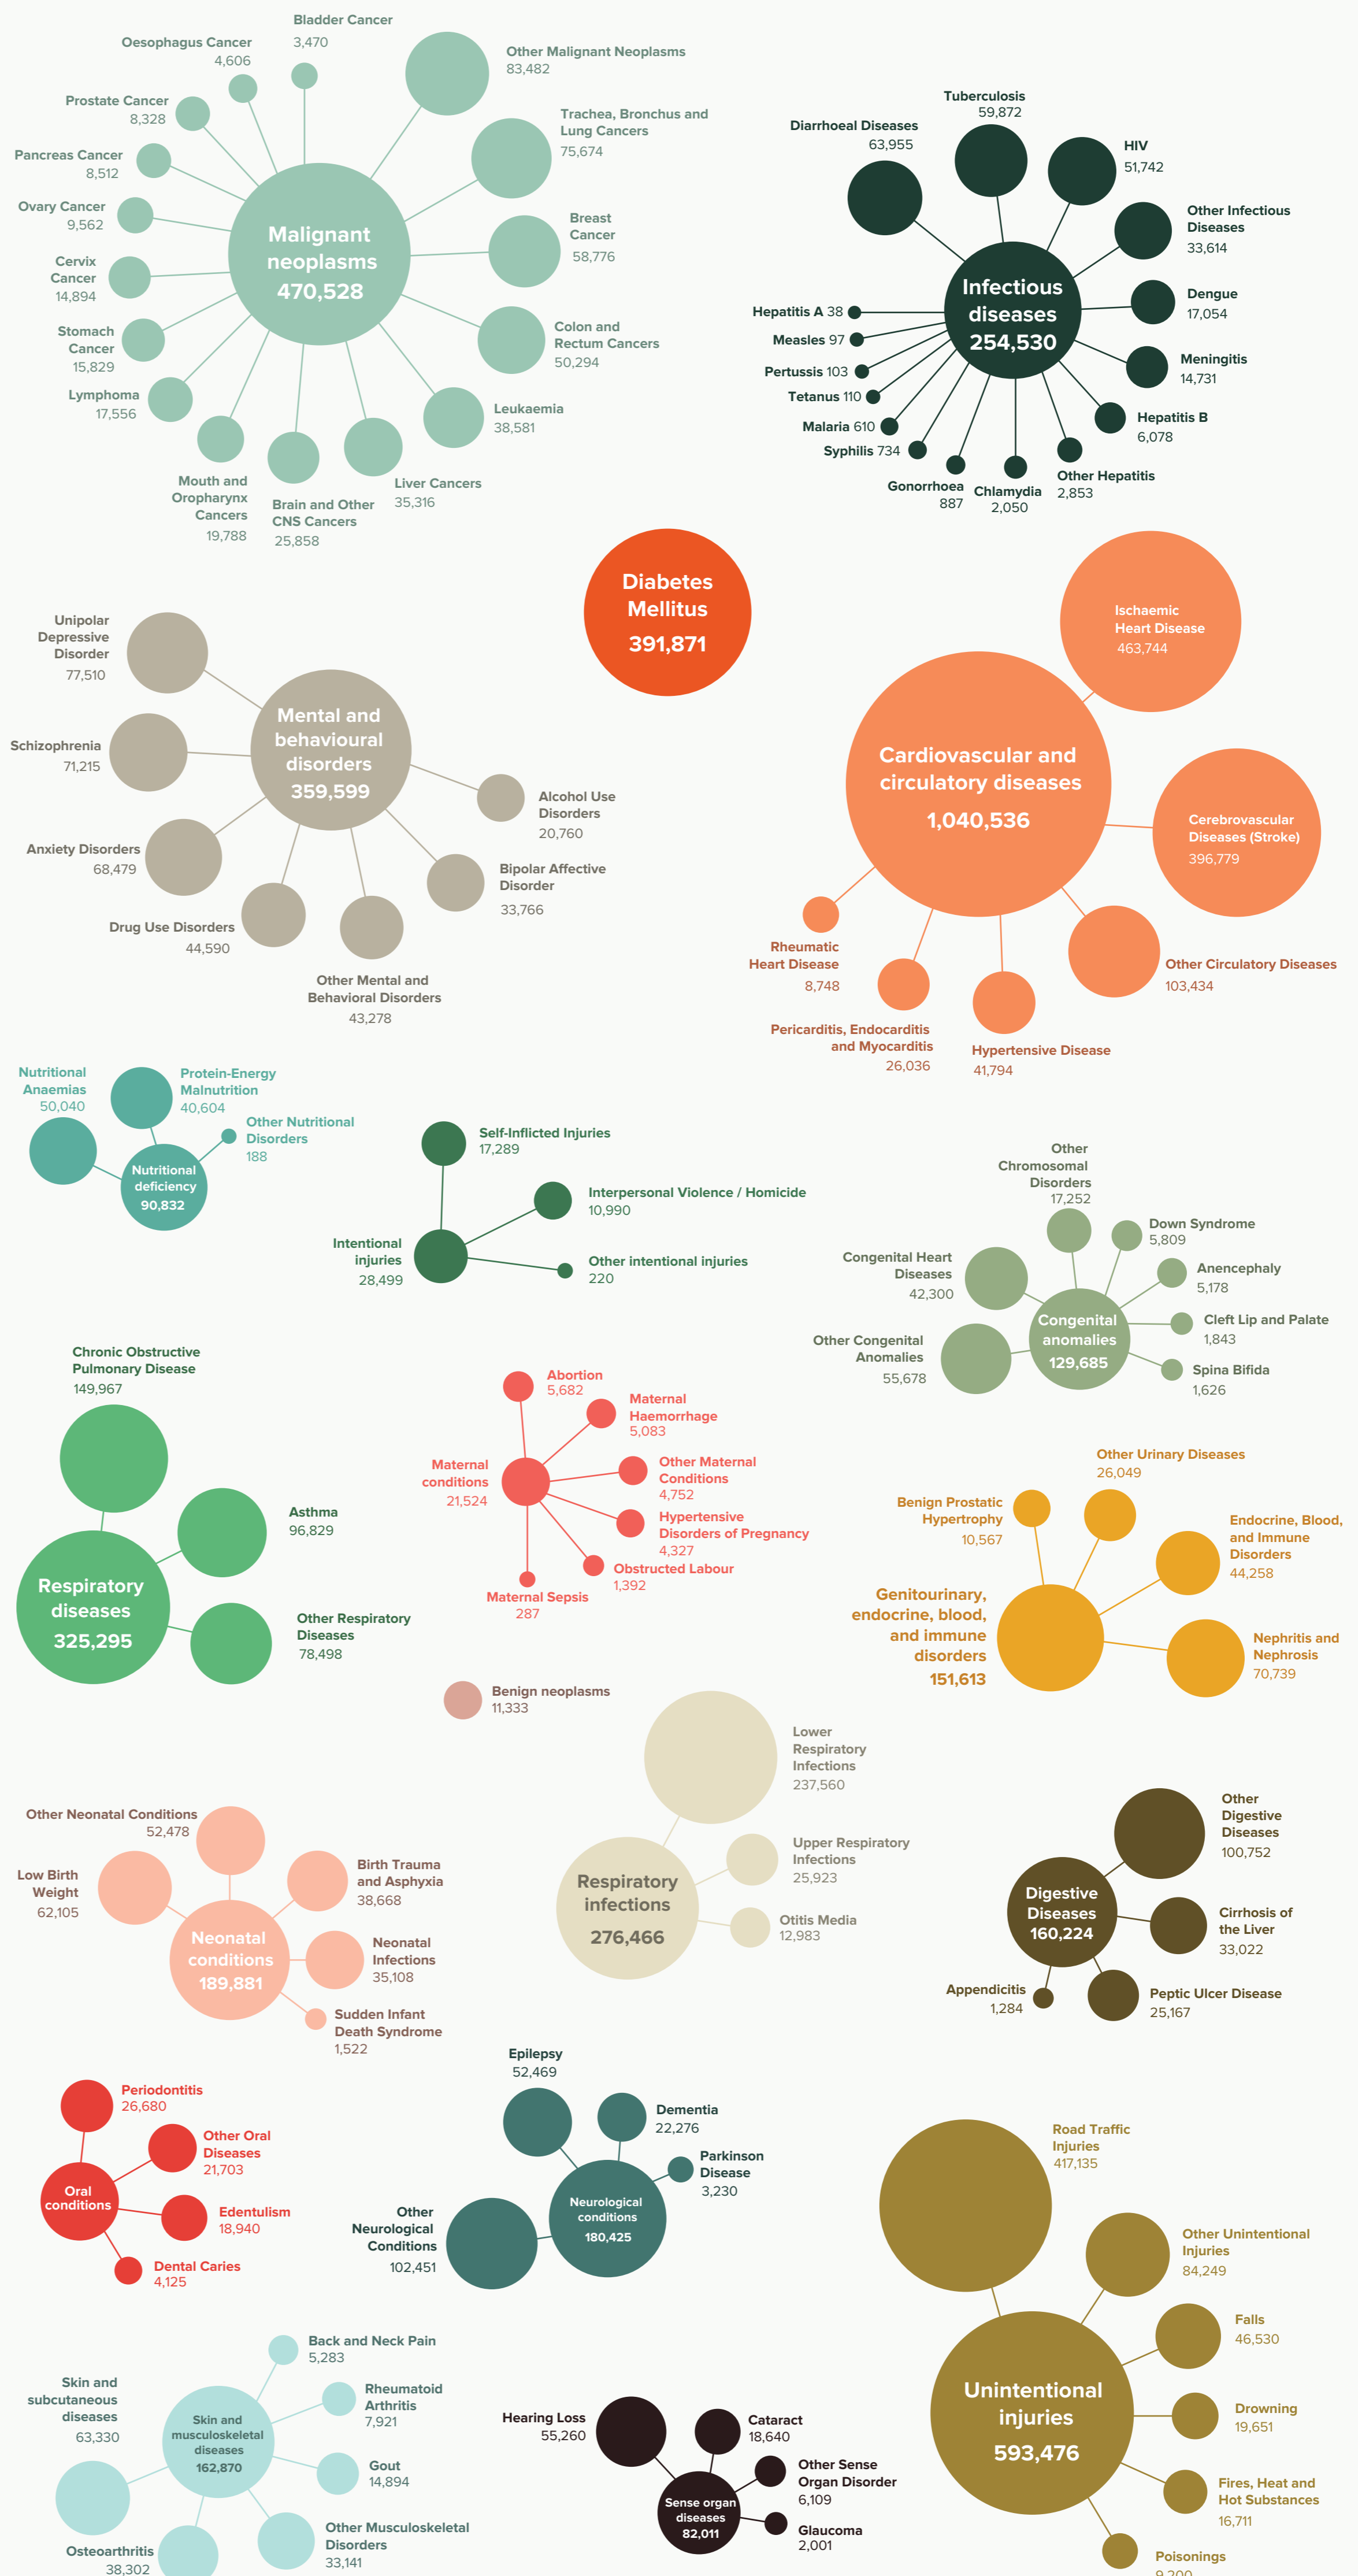 Bladder Cancer
3,470
Oesophagus Cancer
4,606
Other Malignant Neoplasms
83,482
Prostate Cancer
8,328
Trachea, Bronchus and
Lung Cancers
75,674
Pancreas Cancer
8,512
Ovary Cancer
9,562
Breast
Cancer
58,776
Malignant
neoplasms
470,528
Cervix
Cancer
14,894
Stomach
Cancer
15,829
Colon and
Rectum Cancers
50,294
Lymphoma
17,556
Leukaemia
38,581
Mouth and
Oropharynx
Cancers
19,788
Brain and Other
CNS Cancers
25,858
Liver Cancers
35,316
Tuberculosis
59,872
Diarrhoeal Diseases
63,955
HIV
51,742
Other Infectious
Diseases
33,614
Infectious
diseases
254,530
Dengue
17,054
Hepatitis A 38
Measles 97
Pertussis 103
Tetanus 110
Malaria 610
Syphilis 734
Meningitis
14,731
Hepatitis B
6,078
Gonorrhoea
887
Chlamydia
2,050
Other Hepatitis
2,853
Diabetes
Mellitus
391,871
Unipolar
Depressive
Disorder
77,510
Mental and
behavioural
disorders
359,599
Schizophrenia
71,215
Alcohol Use
Disorders
20,760
Anxiety Disorders
68,479
Bipolar Affective
Disorder
33,766
Drug Use Disorders
44,590
Other Mental and
Behavioral Disorders
43,278
Ischaemic
Heart Disease
463,744
Cardiovascular and
circulatory diseases
1,040,536
Cerebrovascular
Diseases (Stroke)
396,779
Rheumatic
Heart Disease
8,748
Other Circulatory Diseases
103,434
Pericarditis, Endocarditis
and Myocarditis
26,036
Hypertensive Disease
41,794
Nutritional
Anaemias
50,040
Protein-Energy
Malnutrition
40,604
Other Nutritional
Disorders
188
Nutritional
deficiency
90,832
Self-Inflicted Injuries
17,289
Interpersonal Violence / Homicide
10,990
Intentional
injuries
28,499
Other intentional injuries
220
Other
Chromosomal
Disorders
17,252
Down Syndrome
5,809
Congenital Heart
Diseases
42,300
Anencephaly
5,178
Congenital
anomalies
129,685
Cleft Lip and Palate
1,843
Other Congenital
Anomalies
55,678
Spina Bifida
1,626
Chronic Obstructive
Pulmonary Disease
149,967
Asthma
96,829
Respiratory
diseases
325,295
Other Respiratory
Diseases
78,498
Abortion
5,682
Maternal
Haemorrhage
5,083
Maternal
conditions
21,524
Other Maternal
Conditions
4,752
Hypertensive
Disorders of Pregnancy
4,327
Obstructed Labour
1,392
Maternal Sepsis
287
Other Urinary Diseases
26,049
Benign Prostatic
Hypertrophy
10,567
Endocrine, Blood,
and Immune
Disorders
44,258
Genitourinary,
endocrine, blood,
and immune
disorders
151,613
Nephritis and
Nephrosis
70,739
Benign neoplasms
11,333
Lower
Respiratory
Infections
237,560
Upper Respiratory
Infections
25,923
Respiratory
infections
276,466
Otitis Media
12,983
Other Neonatal Conditions
52,478
Low Birth
Weight
62,105
Birth Trauma
and Asphyxia
38,668
Neonatal
conditions
189,881
Neonatal
Infections
35,108
Sudden Infant
Death Syndrome
1,522
Other
Digestive
Diseases
100,752
Digestive
Diseases
160,224
Cirrhosis of
the Liver
33,022
Appendicitis
1,284
Peptic Ulcer Disease
25,167
Periodontitis
26,680
Other Oral
Diseases
21,703
Oral
conditions
Edentulism
18,940
Dental Caries
4,125
Epilepsy
52,469
Dementia
22,276
Parkinson
Disease
3,230
Neurological
conditions
180,425
Other
Neurological
Conditions
102,451
Road Traffic
Injuries
417,135
Other Unintentional
Injuries
84,249
Falls
46,530
Unintentional
injuries
593,476
Drowning
19,651
Fires, Heat and
Hot Substances
16,711
Poisonings
9,200
Back and Neck Pain
5,283
Skin and
subcutaneous
diseases
63,330
Rheumatoid
Arthritis
7,921
Skin and
musculoskeletal
diseases
162,870
Gout
14,894
Other Musculoskeletal
Disorders
33,141
Osteoarthritis
38,302
Hearing Loss
55,260
Cataract
18,640
Other Sense
Organ Disorder
6,109
Sense organ
diseases
82,011
Glaucoma
2,001